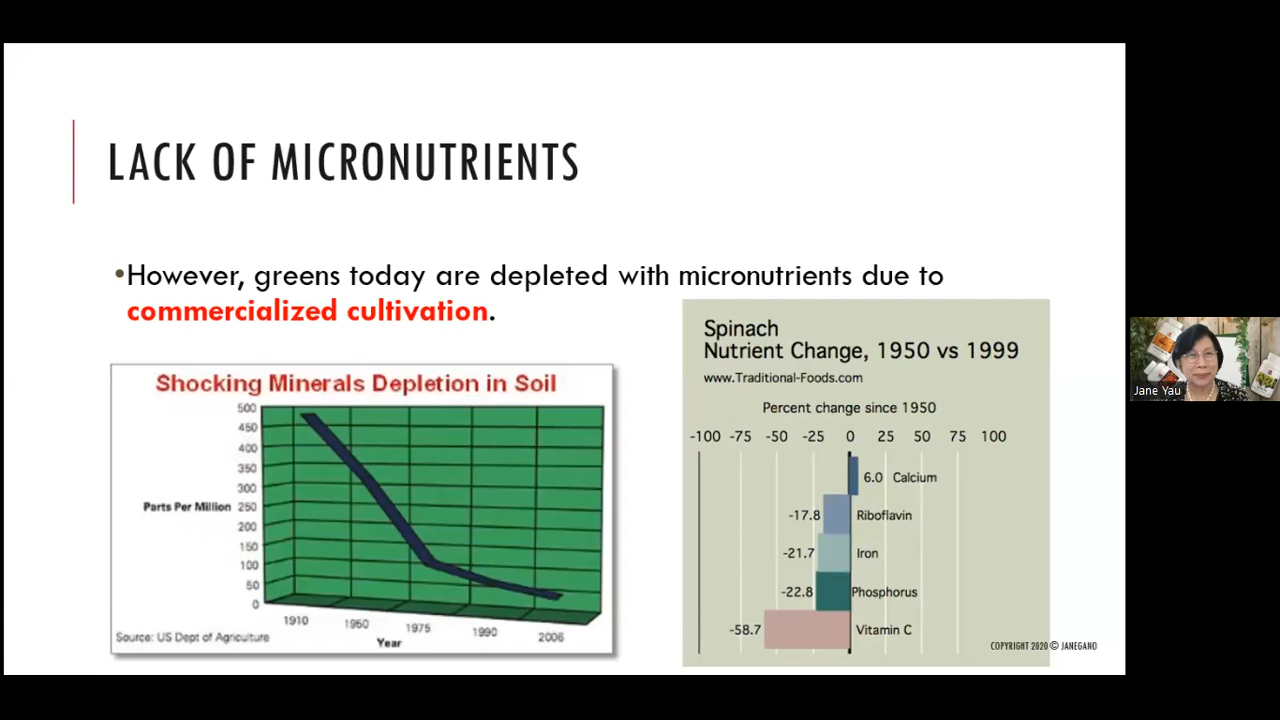 LACK OF MICRONUTRIENTS
•However, greens today are depleted with micronutrients due to
commercialized cultivation.
Shocking Minerals Depletion in Soil
500
450
400
350
300
250
200
150
100
50
0
Parts Per Million
1910
1960
1975
1990
2006
Year
Source: US Dept of Agriculture
Spinach
Nutrient Change, 1950 vs 1999
www.Traditional-Foods.com
Percent change since 1950
-100 -75 -50 -25 0 25 50 75 100
6.0 Calcium
-17.8 Riboflavin
-21.7 Iron
-22.8 Phosphorus
-58.7 Vitamin C
COPYRIGHT 2020 © JANEGANO
Jane Yau